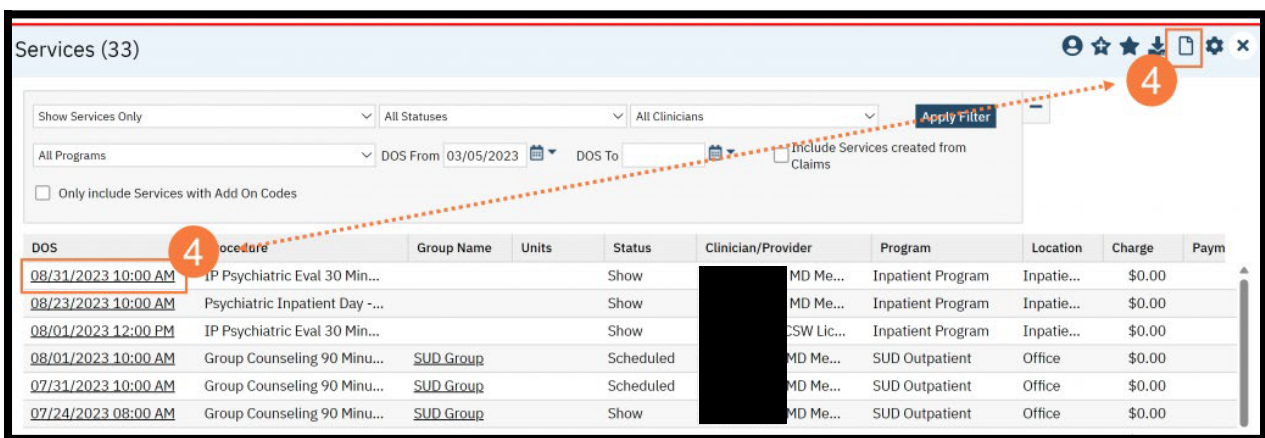 Services (33)
4
Show Services Only All Statuses All Clinicians Apply Filter
All Programs DOS From 03/05/2023 DOS To Include Services created from Claims
Only include Services with Add On Codes
DOS 4 Procedure Group Name Units Status Clinician/Provider Program Location Charge Paym
08/31/2023 10:00 AM IP Psychiatric Eval 30 Min... Show MD Me... Inpatient Program Inpatie... $0.00
08/23/2023 10:00 AM Psychiatric Inpatient Day -... Show MD Me... Inpatient Program Inpatie... $0.00
08/01/2023 12:00 PM IP Psychiatric Eval 30 Min... Show CSW Lic... Inpatient Program Inpatie... $0.00
08/01/2023 10:00 AM Group Counseling 90 Minu... SUD Group Scheduled MD Me... SUD Outpatient Office $0.00
07/31/2023 10:00 AM Group Counseling 90 Minu... SUD Group Scheduled MD Me... SUD Outpatient Office $0.00
07/24/2023 08:00 AM Group Counseling 90 Minu... SUD Group Show MD Me... SUD Outpatient Office $0.00